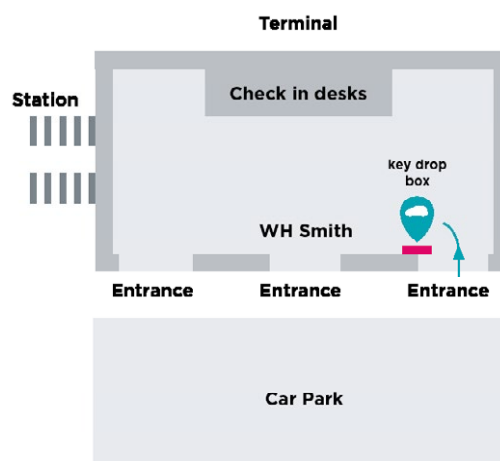 Terminal
Station
Check in desks
key drop
box
WH Smith
Entrance
Entrance
Entrance
Car Park